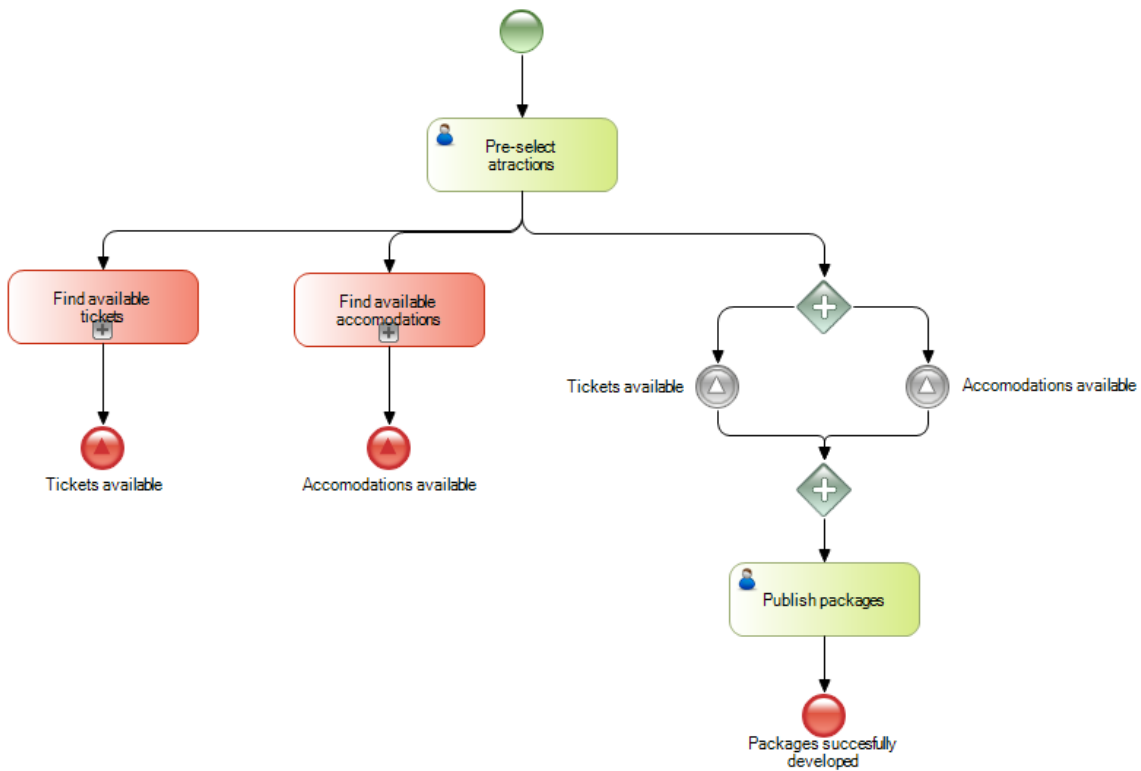 Pre-select
atractions
Find available
tickets
Find available
accomodations
Tickets available
Accomodations available
Tickets available
Accomodations available
Publish packages
Packages succesfully
developed